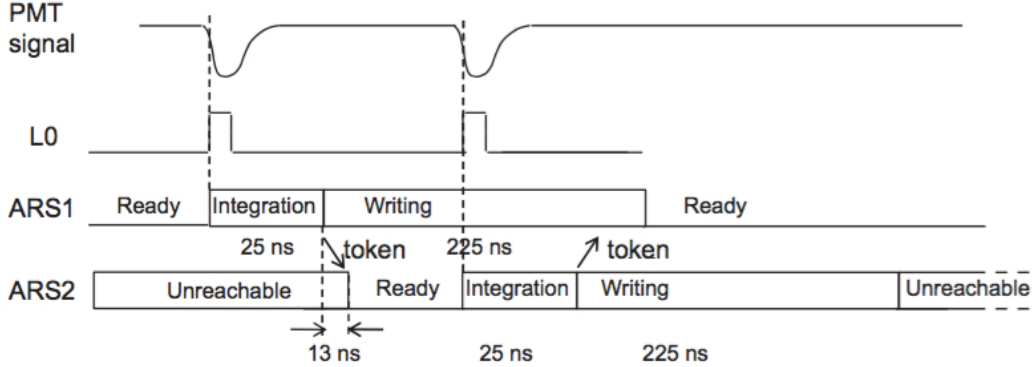 PMT
signal
L0
ARS1 Ready Integration Writing Ready
25 ns token 225 ns token
ARS2 Unreachable Ready Integration Writing Unreachable
13 ns 25 ns 225 ns